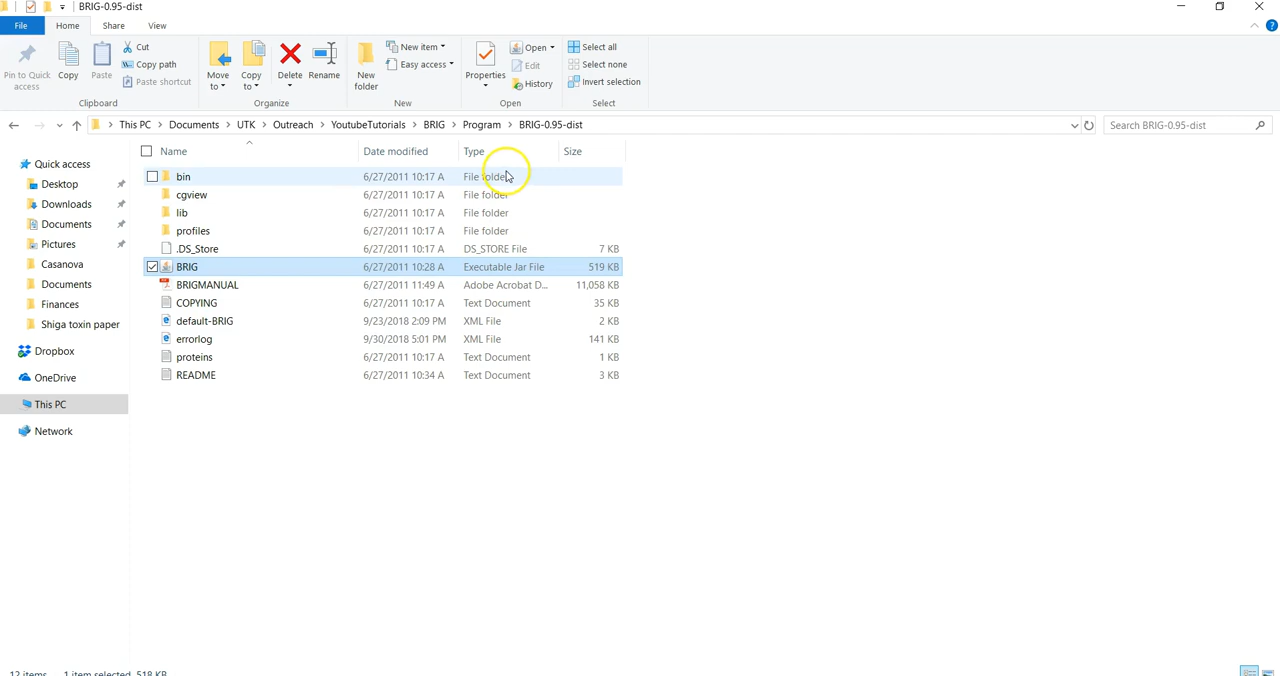 BRIG-0.95-dist
File Home Share View
Pin to Quick access
Copy
Paste
Cut
Copy path
Paste shortcut
Clipboard
Move to
Copy to
Delete
Rename
Organize
New folder
New item
Easy access
New
Properties
Open
Edit
History
Open
Select all
Select none
Invert selection
Select
This PC > Documents > UTK > Outreach > YoutubeTutorials > BRIG > Program > BRIG-0.95-dist
Search BRIG-0.95-dist
Name Date modified Type Size
bin 6/27/2011 10:17 A File folder
cgview 6/27/2011 10:17 A File folder
lib 6/27/2011 10:17 A File folder
profiles 6/27/2011 10:17 A File folder
.DS_Store 6/27/2011 10:17 A DS_STORE File 7 KB
BRIG 6/27/2011 10:28 A Executable Jar File 519 KB
BRIGMANUAL 6/27/2011 11:49 A Adobe Acrobat D... 11,058 KB
COPYING 6/27/2011 10:17 A Text Document 35 KB
default-BRIG 9/23/2018 2:09 PM XML File 2 KB
errorlog 9/30/2018 5:01 PM XML File 141 KB
proteins 6/27/2011 10:17 A Text Document 1 KB
README 6/27/2011 10:34 A Text Document 3 KB
Quick access
Desktop
Downloads
Documents
Pictures
Casanova
Documents
Finances
Shiga toxin paper
Dropbox
OneDrive
This PC
Network
12 items 1 item selected 518 KB